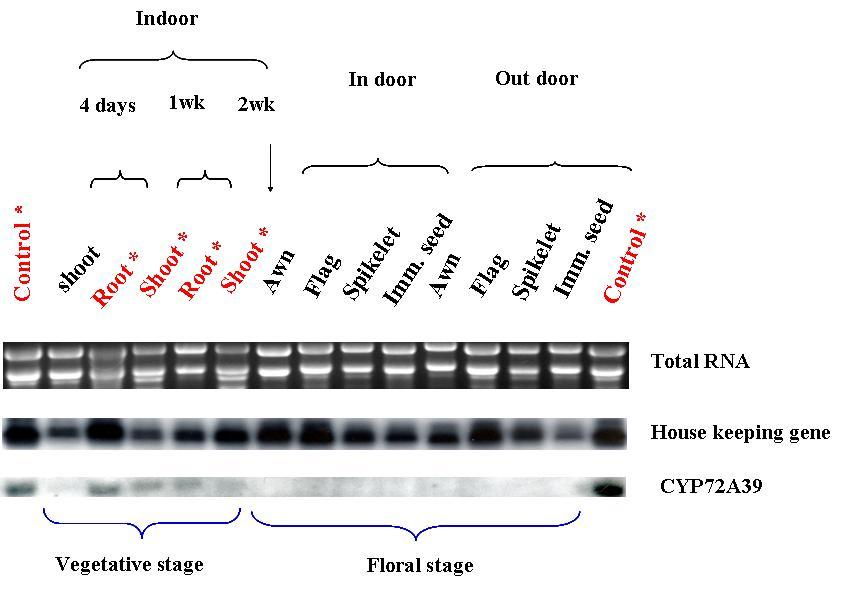 Indoor
In door
Out door
4 days
1wk
2wk
Control *
shoot
Root *
Shoot *
Root *
Shoot *
Awn
Flag
Spikelet
Imm. seed
Awn
Flag
Spikelet
Imm. seed
Control *
Total RNA
House keeping gene
CYP72A39
Vegetative stage
Floral stage